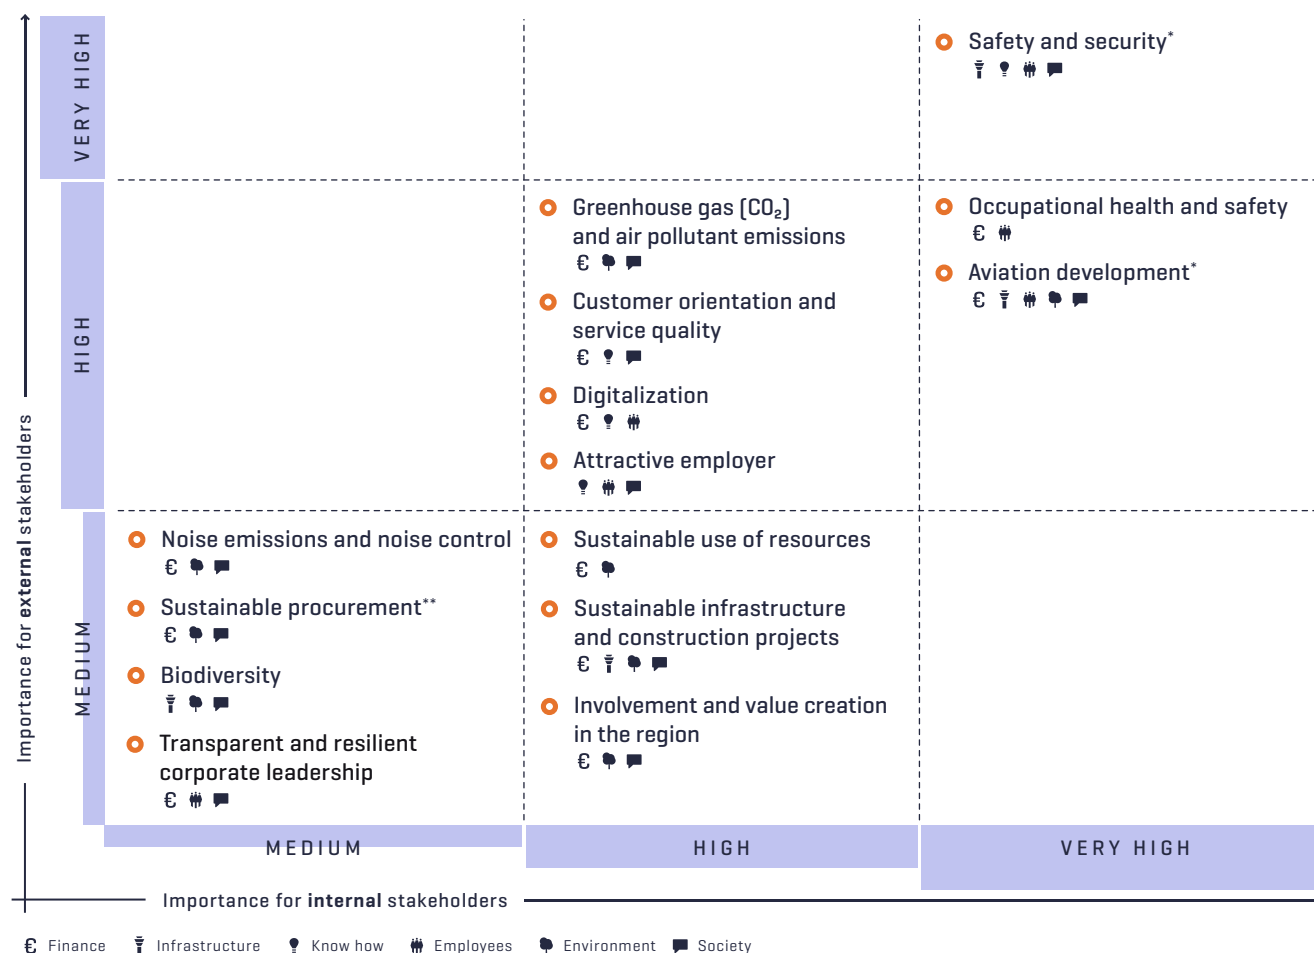 VERY HIGH
Safety and security*
HIGH
Greenhouse gas (CO₂)
and air pollutant emissions
Customer orientation and
service quality
Digitalization
Attractive employer
Occupational health and safety
Aviation development*
MEDIUM
Noise emissions and noise control
Sustainable procurement**
Biodiversity
Transparent and resilient
corporate leadership
Sustainable use of resources
Sustainable infrastructure
and construction projects
Involvement and value creation
in the region
Importance for external stakeholders
MEDIUM
HIGH
VERY HIGH
Importance for internal stakeholders
€ Finance
Infrastructure
Know how
Employees
Environment
Society